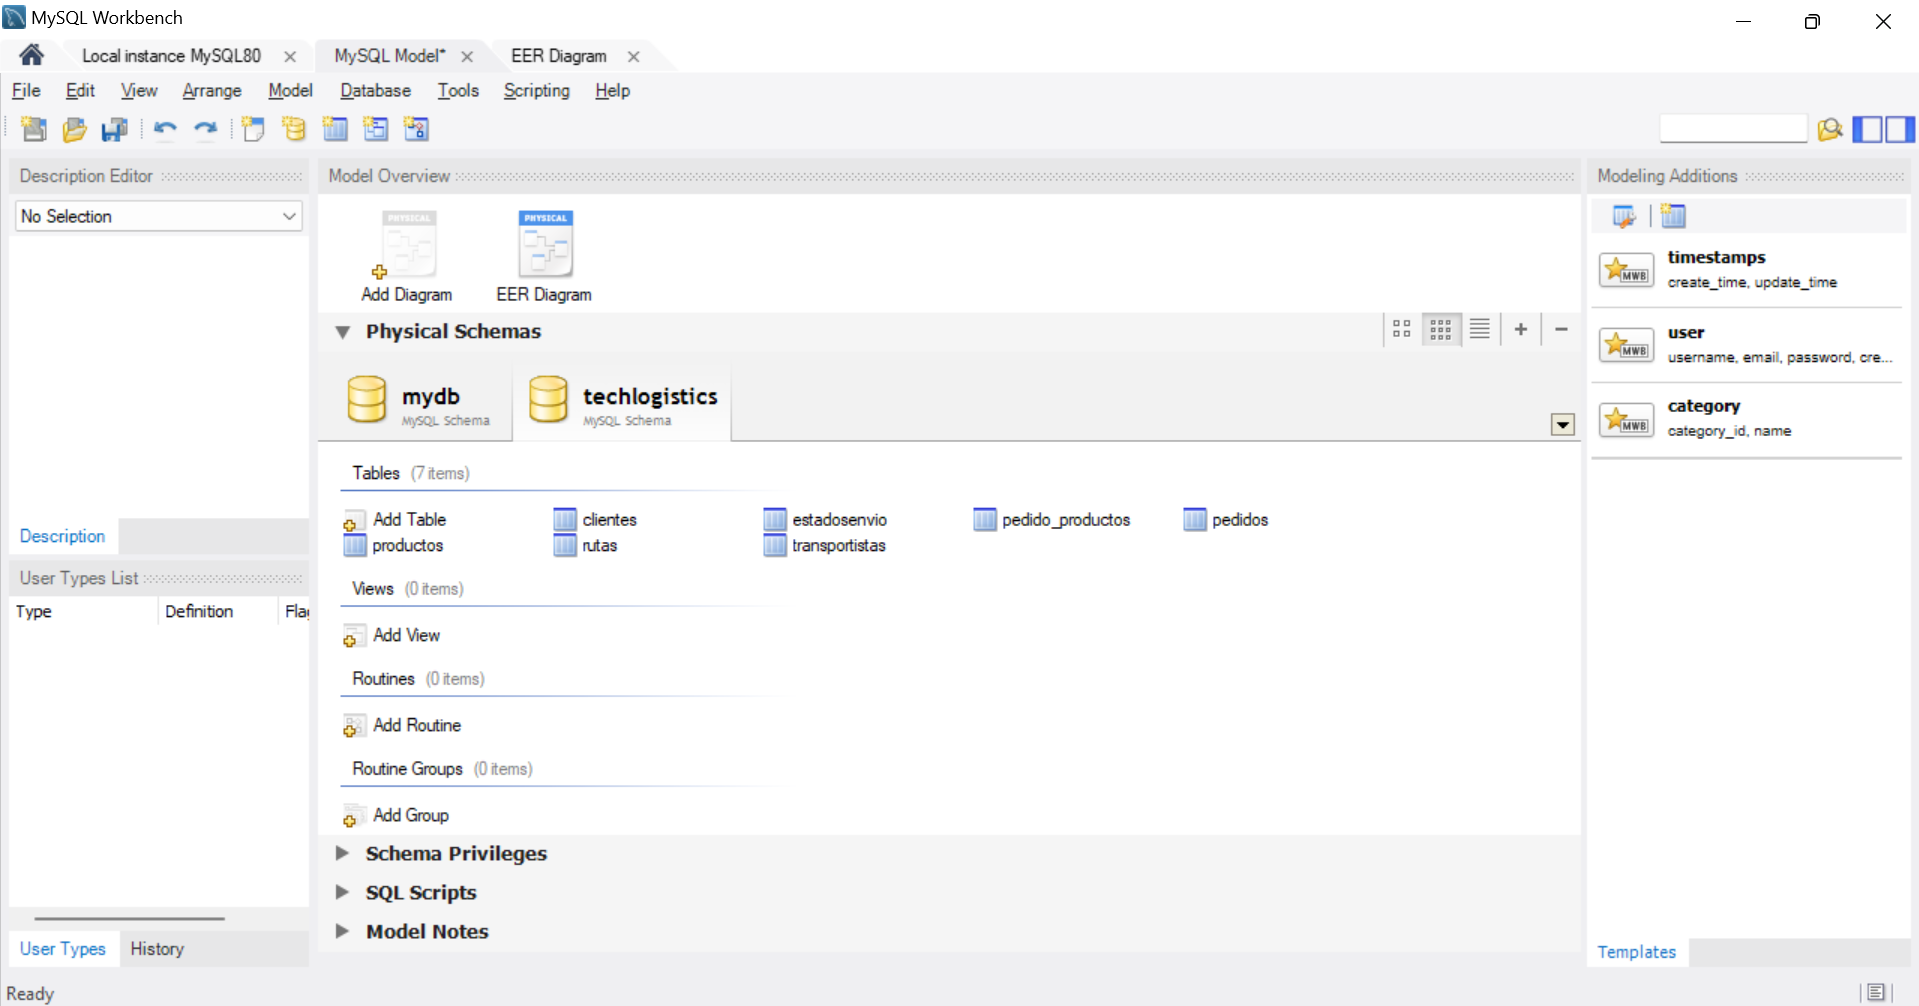 MySQL Workbench
Local instance MySQL80
MySQL Model*
EER Diagram
File Edit View Arrange Model Database Tools Scripting Help
Description Editor
No Selection
Description
User Types List
Type Definition Flag
User Types History
Model Overview
PHYSICAL
PHYSICAL
Add Diagram EER Diagram
Physical Schemas
mydb
MySQL Schema
techlogistics
MySQL Schema
Tables (7 items)
Add Table clientes estadosenvio pedido_productos pedidos
productos rutas transportistas
Views (0 items)
Add View
Routines (0 items)
Add Routine
Routine Groups (0 items)
Add Group
Schema Privileges
SQL Scripts
Model Notes
Modeling Additions
MWB
timestamps
create_time, update_time
MWB
user
username, email, password, cre...
MWB
category
category_id, name
Templates
Ready